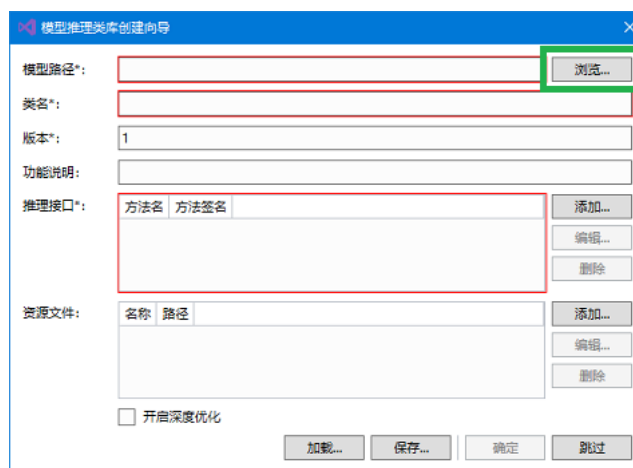 模型推理类库创建向导
模型路径*: 浏览...
类名*:
版本*: 1
功能说明:
推理接口*: 方法名 方法签名 添加...
编辑...
删除
资源文件: 名称 路径 添加...
编辑...
删除
开启深度优化
加载... 保存... 确定 跳过